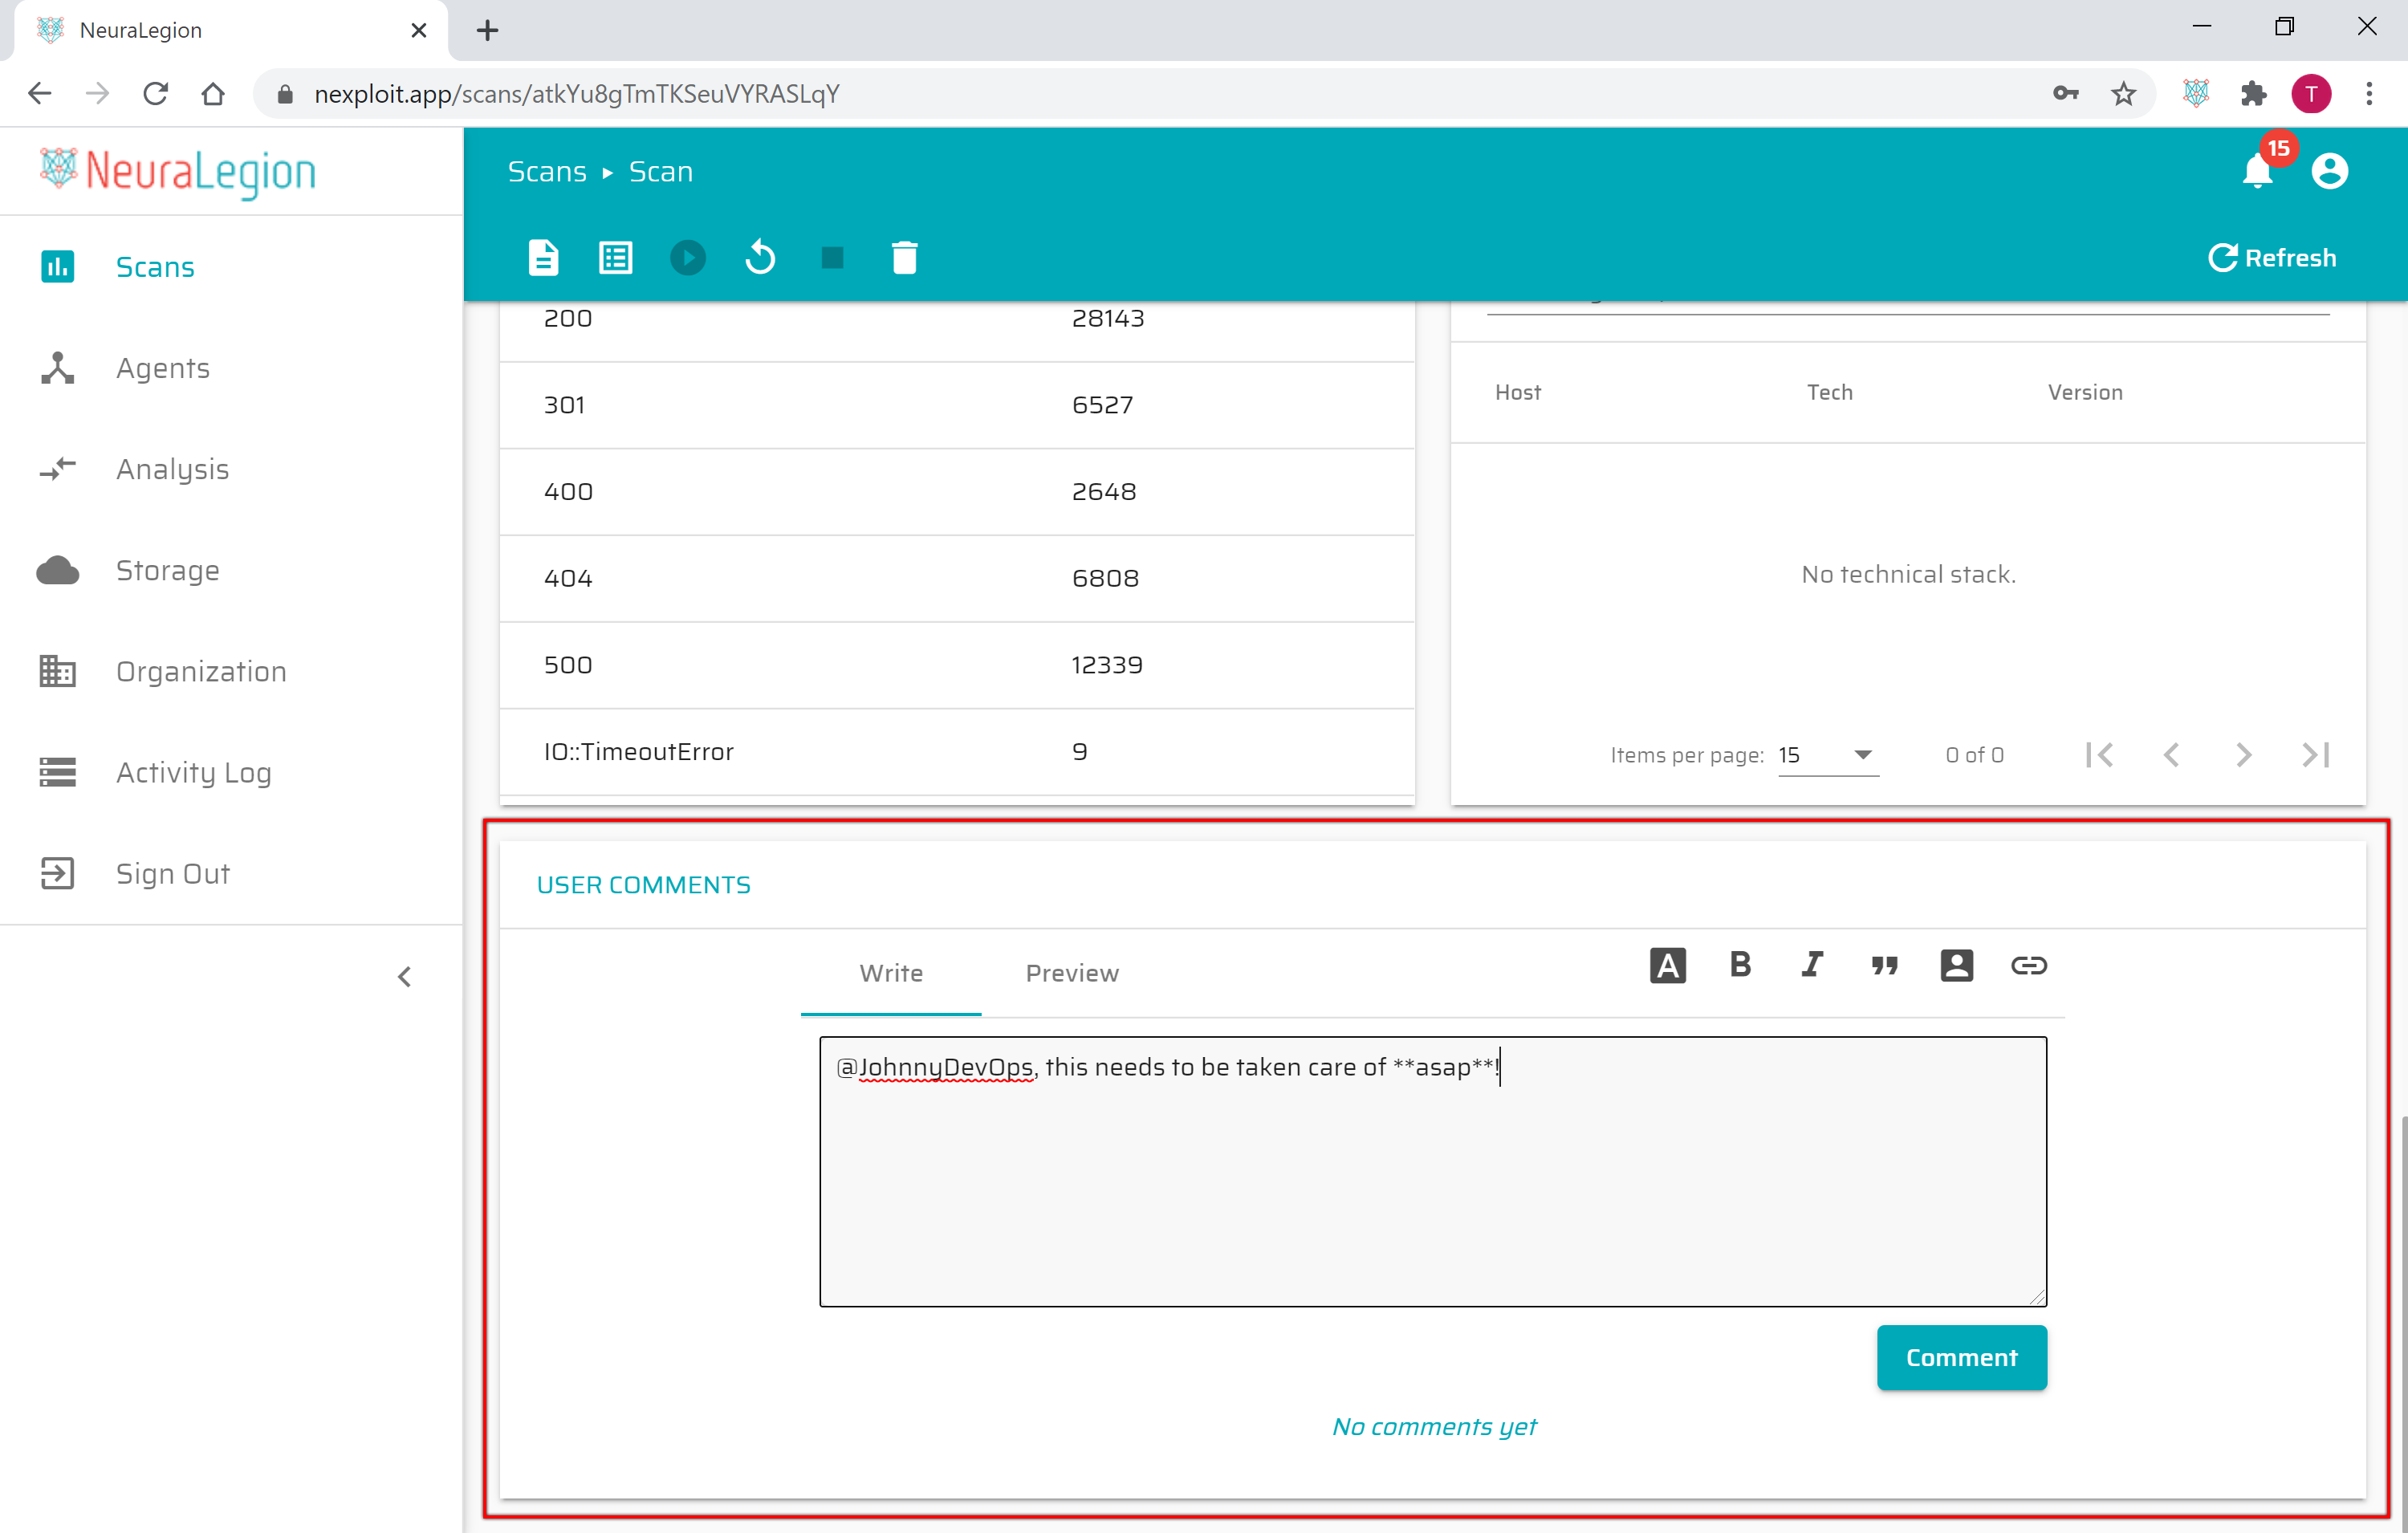 NeuraLegion
nexploit.app/scans/atkYu8gTmTKSeuVYRASLqY
T
NeuraLegion
Scans
Agents
Analysis
Storage
Organization
Activity Log
Sign Out
Scans ▸ Scan
15
Refresh
200 28143
301 6527
400 2648
404 6808
500 12339
IO::TimeoutError 9
Host Tech Version
No technical stack.
Items per page: 15 0 of 0
USER COMMENTS
Write Preview
A B I
@JohnnyDevOps, this needs to be taken care of **asap**!
Comment
No comments yet